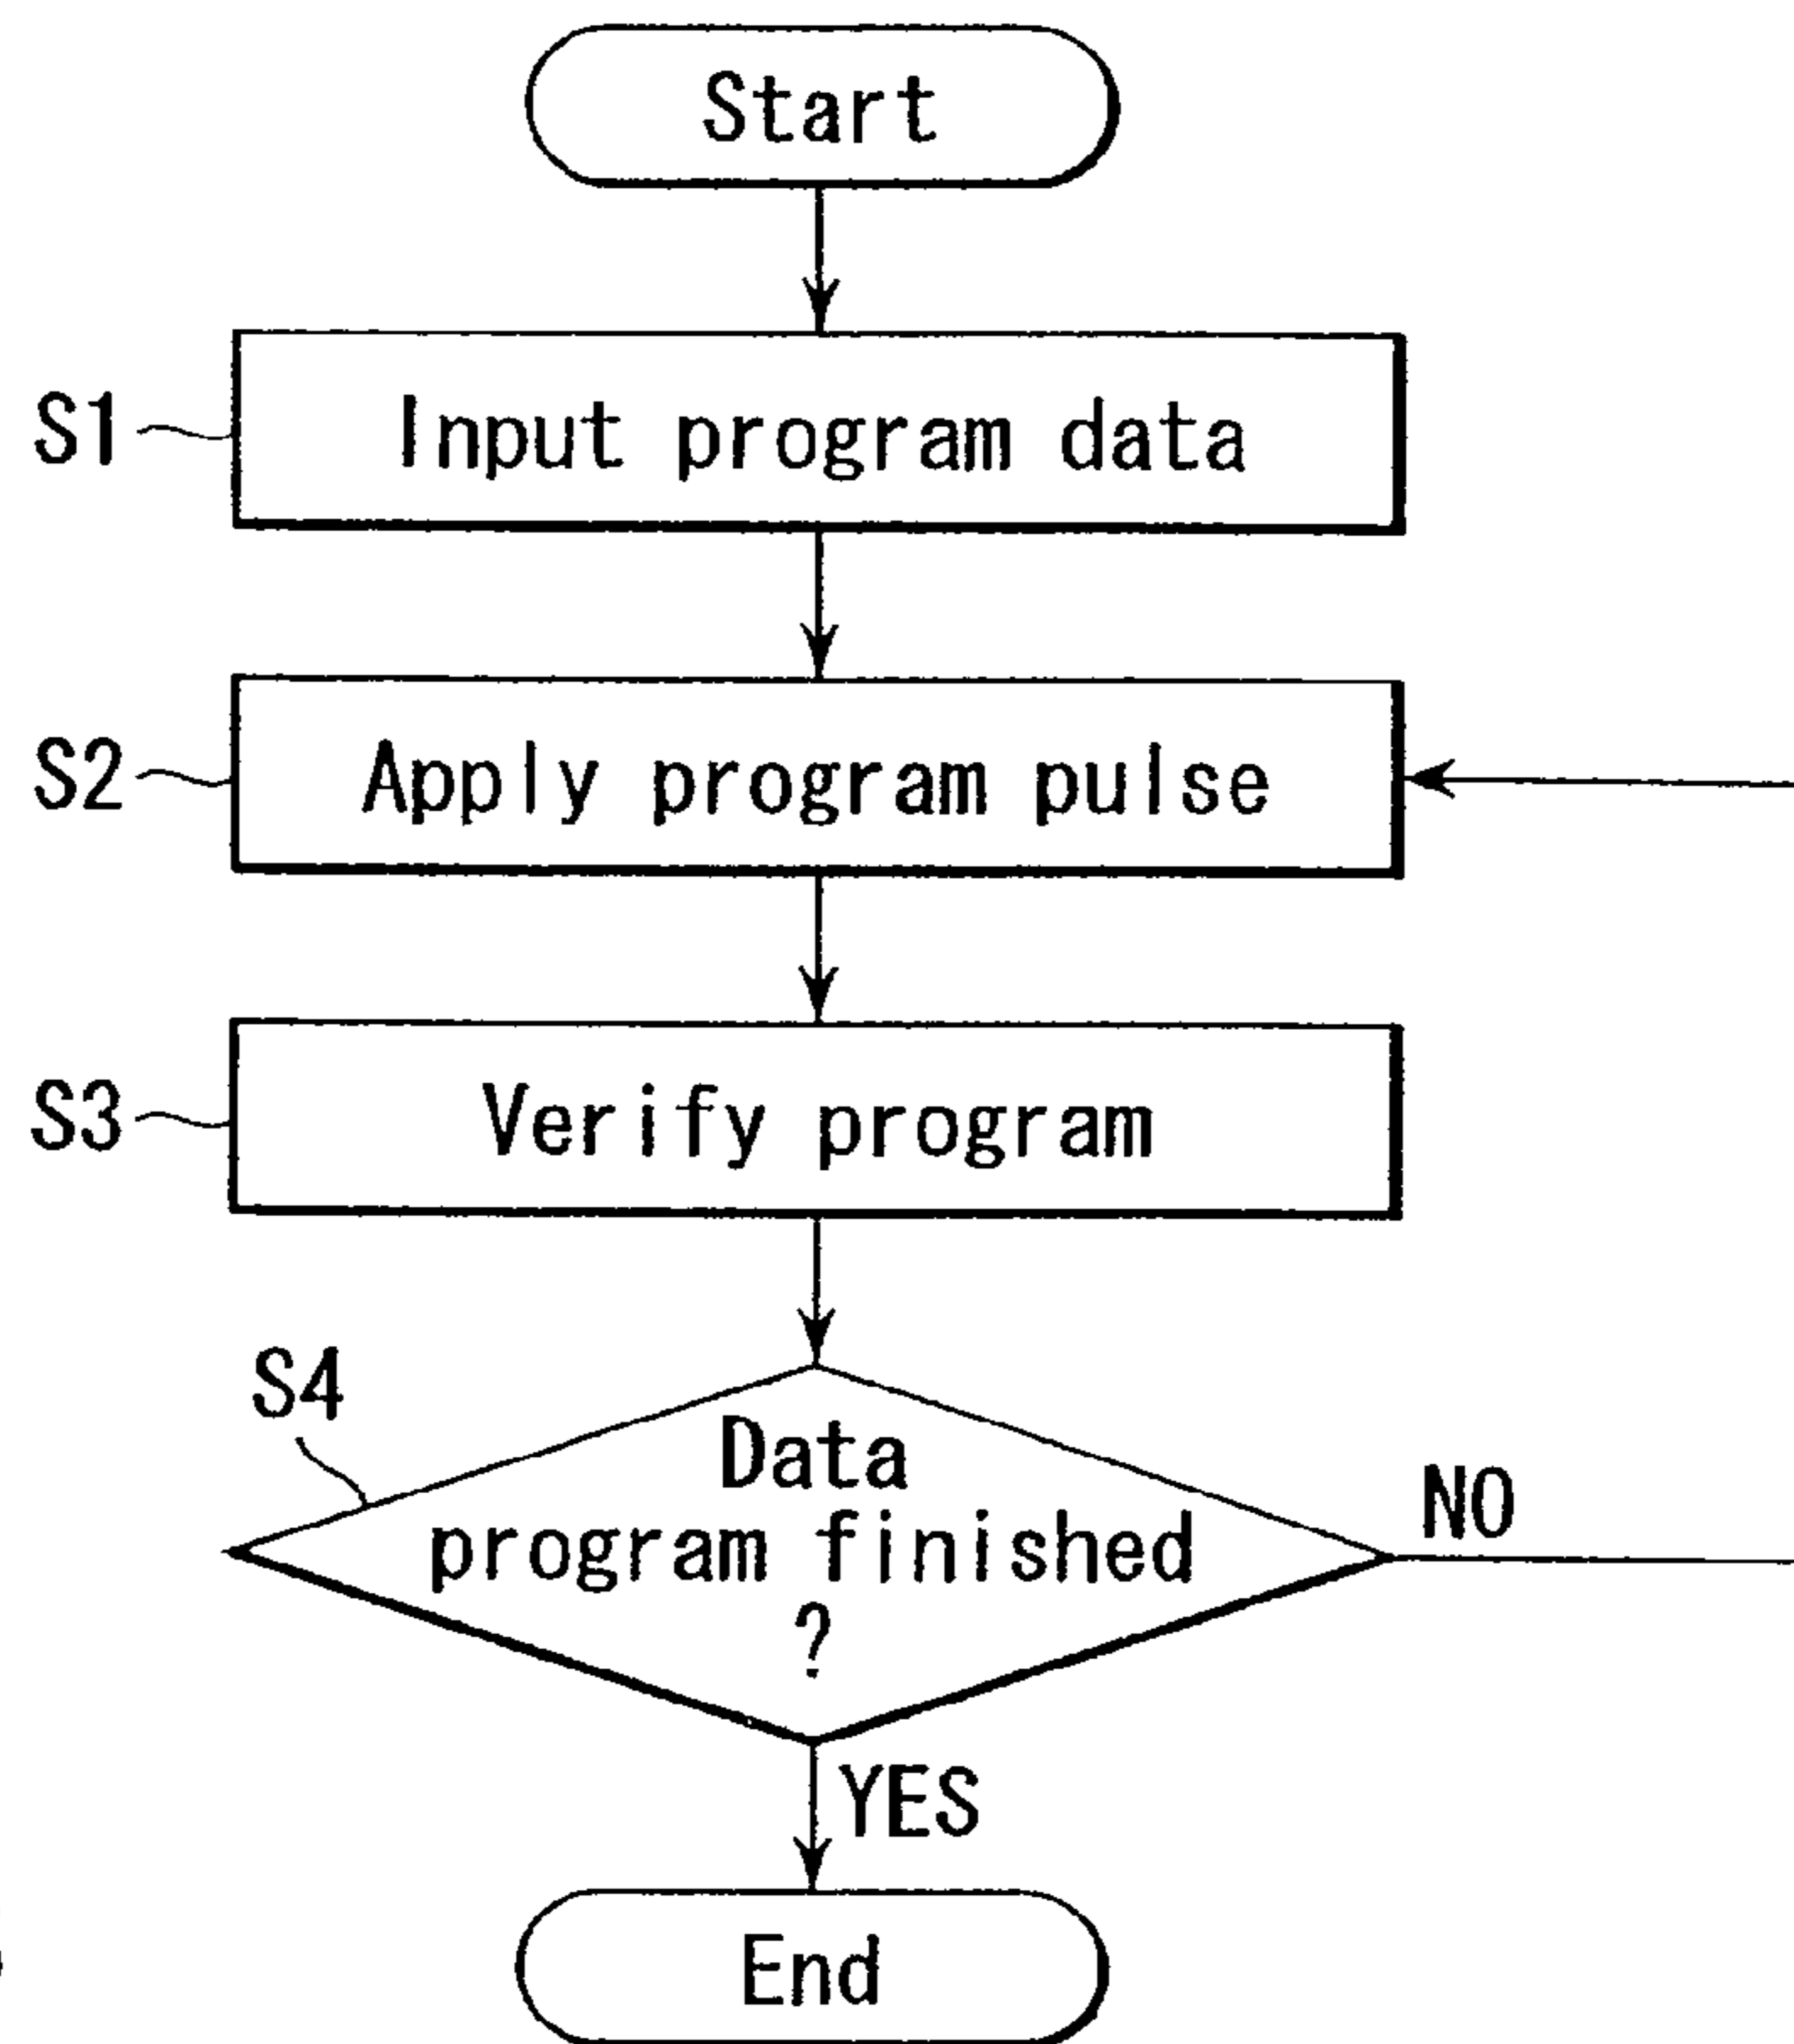 Start
S1
Input program data
S2
Apply program pulse
S3
Verify program
S4
Data
program finished
?
NO
YES
End